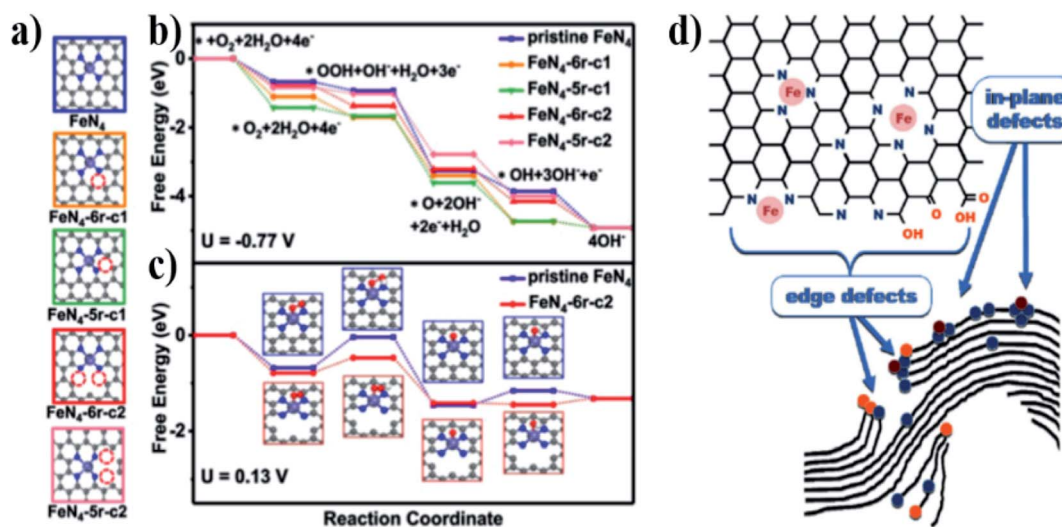 a)
FeN₄
FeN₄-6r-c1
FeN₄-5r-c1
FeN₄-6r-c2
FeN₄-5r-c2
b)
* +O₂+2H₂O+4e⁻
* OOH+OH⁻+H₂O+3e⁻
* O₂+2H₂O+4e⁻
* O+2OH⁻
+2e⁻+H₂O
* OH+3OH⁻+e⁻
4OH⁻
pristine FeN₄
FeN₄-6r-c1
FeN₄-5r-c1
FeN₄-6r-c2
FeN₄-5r-c2
Free Energy (eV)
0
-2
-4
U = -0.77 V
c)
pristine FeN₄
FeN₄-6r-c2
Free Energy (eV)
0
-2
U = 0.13 V
Reaction Coordinate
d)
N N
Fe
N N
N N
Fe
N N
N N N N
Fe
O
O
OH
OH
in-plane
defects
edge defects